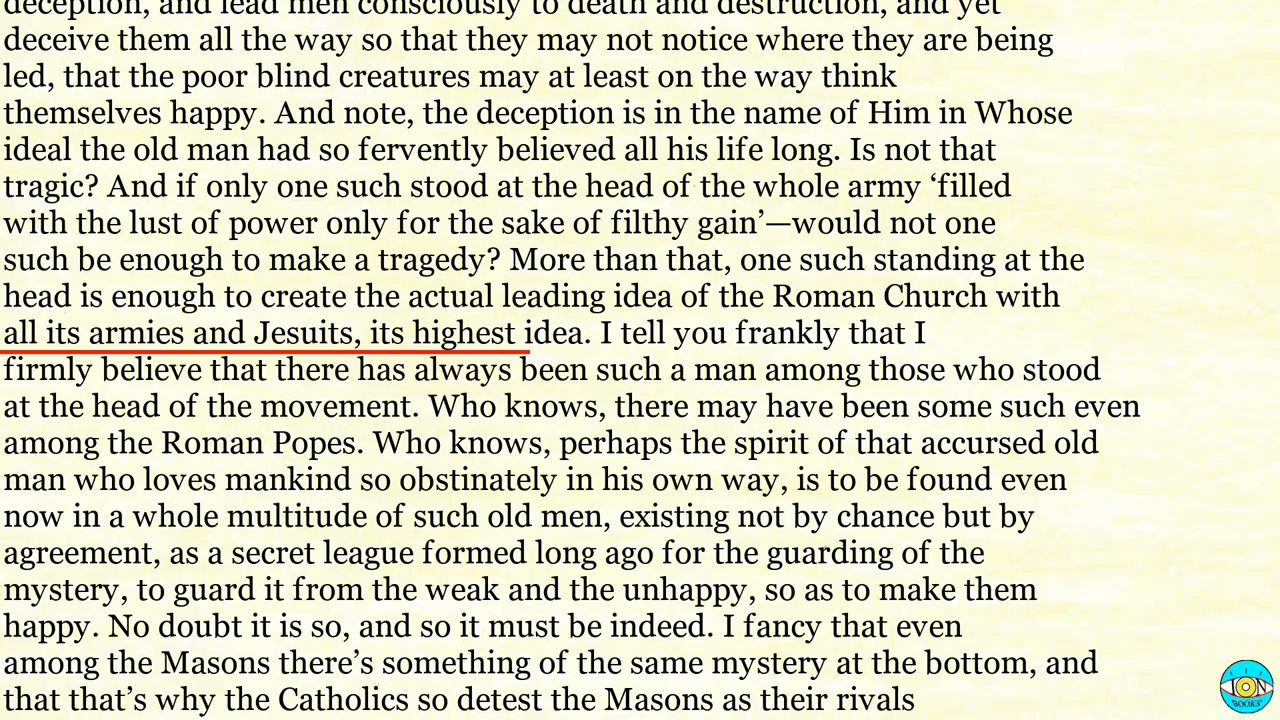 deception, and lead men consciously to death and destruction, and yet
deceive them all the way so that they may not notice where they are being
led, that the poor blind creatures may at least on the way think
themselves happy. And note, the deception is in the name of Him in Whose
ideal the old man had so fervently believed all his life long. Is not that
tragic? And if only one such stood at the head of the whole army ‘filled
with the lust of power only for the sake of filthy gain’—would not one
such be enough to make a tragedy? More than that, one such standing at the
head is enough to create the actual leading idea of the Roman Church with
all its armies and Jesuits, its highest idea. I tell you frankly that I
firmly believe that there has always been such a man among those who stood
at the head of the movement. Who knows, there may have been some such even
among the Roman Popes. Who knows, perhaps the spirit of that accursed old
man who loves mankind so obstinately in his own way, is to be found even
now in a whole multitude of such old men, existing not by chance but by
agreement, as a secret league formed long ago for the guarding of the
mystery, to guard it from the weak and the unhappy, so as to make them
happy. No doubt it is so, and so it must be indeed. I fancy that even
among the Masons there’s something of the same mystery at the bottom, and
that that’s why the Catholics so detest the Masons as their rivals
ION
BOOKS